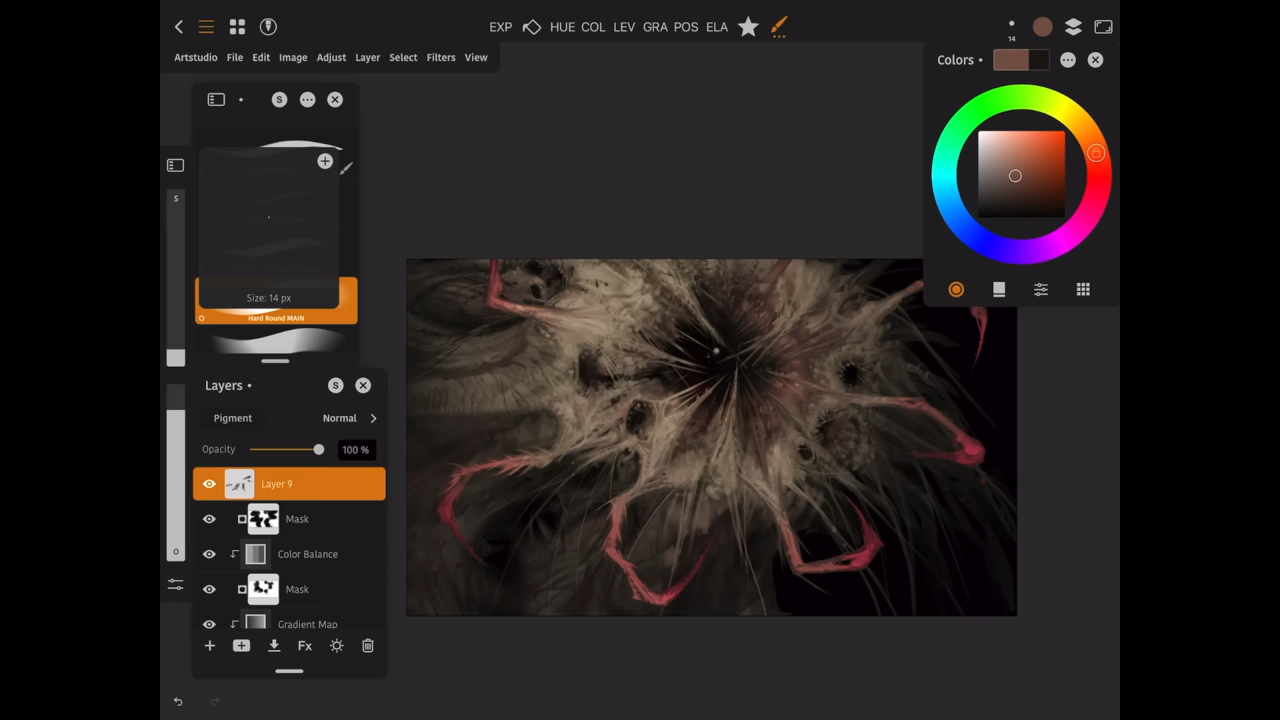 EXP HUE COL LEV GRA POS ELA
14
Artstudio File Edit Image Adjust Layer Select Filters View
Colors •
S
S
Size: 14 px
Hard Round MAIN
Layers •
S
Pigment Normal
Opacity 100 %
Layer 9
Mask
Color Balance
O
Mask
Gradient Map
Fx